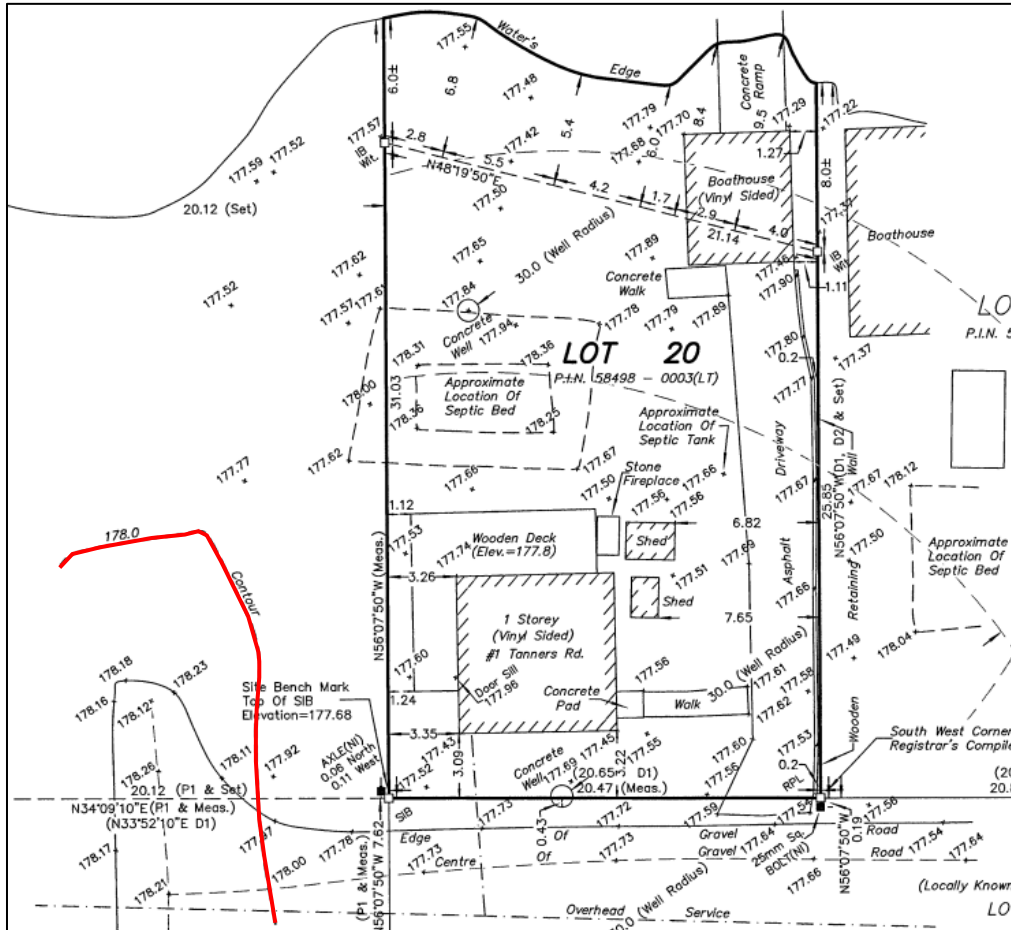 177.55
Water's
Edge
6.0±
6.8
177.48
5.4
177.79
177.70
8.4
Concrete
Ramp
9.5
177.29
177.22
177.57
2.8
177.42
177.68
6.0
1.27
8.0±
177.59
177.52
IB
Wit.
N48°19'50"E
5.5
177.50
4.2
1.7
2.9
21.14
4.0
Boathouse
(Vinyl Sided)
Boathouse
20.12 (Set)
30.0 (Well Radius)
177.65
177.89
177.46
177.90
IB
Wit.
1.11
177.62
177.52
177.57
177.61
177.84
Concrete
Walk
Concrete
Well
177.94
177.78
177.79
177.89
LOT 20
P.I.N. 58498 - 0003(LT)
LO
P.I.N. 5
177.80
0.2
177.37
177.77
178.31
178.36
178.00
31.03
178.36
178.25
Approximate
Location Of
Septic Bed
Approximate
Location Of
Septic Tank
Driveway
Asphalt
Wall
Retaining
Wooden
25.85
N56°07'50"W(D1, D2 & Set)
177.77
177.62
177.66
177.67
Stone
Fireplace
177.50
177.56
177.56
177.66
177.67
177.67
178.12
1.12
177.53
Wooden Deck
(Elev.=177.8)
Shed
6.82
177.69
177.50
Approximate
Location Of
Septic Bed
178.0
Contour
N56°07'50"W(Meas.)
3.26
177.51
Shed
7.65
177.66
1 Storey
(Vinyl Sided)
#1 Tanners Rd.
Door Sill
177.96
177.60
177.49
178.04
178.18
178.23
178.16
178.12
Site Bench Mark
Top Of SIB
Elevation=177.68
1.24
Concrete
Pad
177.56
Walk
30.0 (Well Radius)
177.61
177.58
177.62
3.35
177.43
3.09
Concrete
Well
177.69
177.45
1.22
177.55
177.60
177.53
South West Corner
Registrar's Compile
178.11
177.92
178.26
AXLE(NI)
0.06 North
0.11 West
177.52
(20.65 D1)
20.47 (Meas.)
177.56
0.2
RPL
20.12 (P1 & Set)
N34°09'10"E(P1 & Meas.)
(N33°52'10"E D1)
SIB
177.73
0.43
177.72
177.59
177.54
177.56
(20
20.8
178.17
177.78
Edge Of Gravel Road
177.64
25mm Sq.
BOLT(NI)
0.19
177.54
177.64
178.00
178.21
7.62
(P1 & Meas.)
N56°07'50"W
177.73
Centre Of Gravel Road
177.73
177.66
N56°07'50"W
(Locally Known
LO
Overhead Service
(Well Radius)